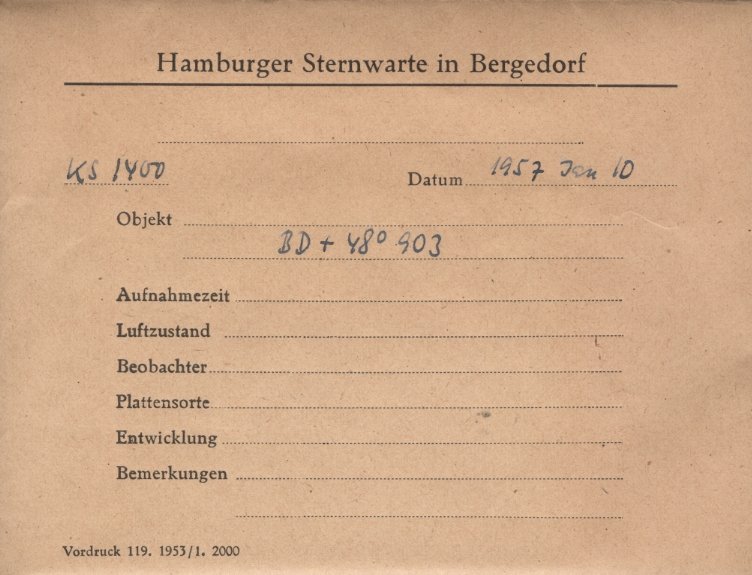 Hamburger Sternwarte in Bergedorf
KS 1400 Datum 1957 Jan 10
Objekt
BD + 48° 903
Aufnahmezeit
Luftzustand
Beobachter
Plattensorte
Entwicklung
Bemerkungen
Vordruck 119. 1953/1. 2000